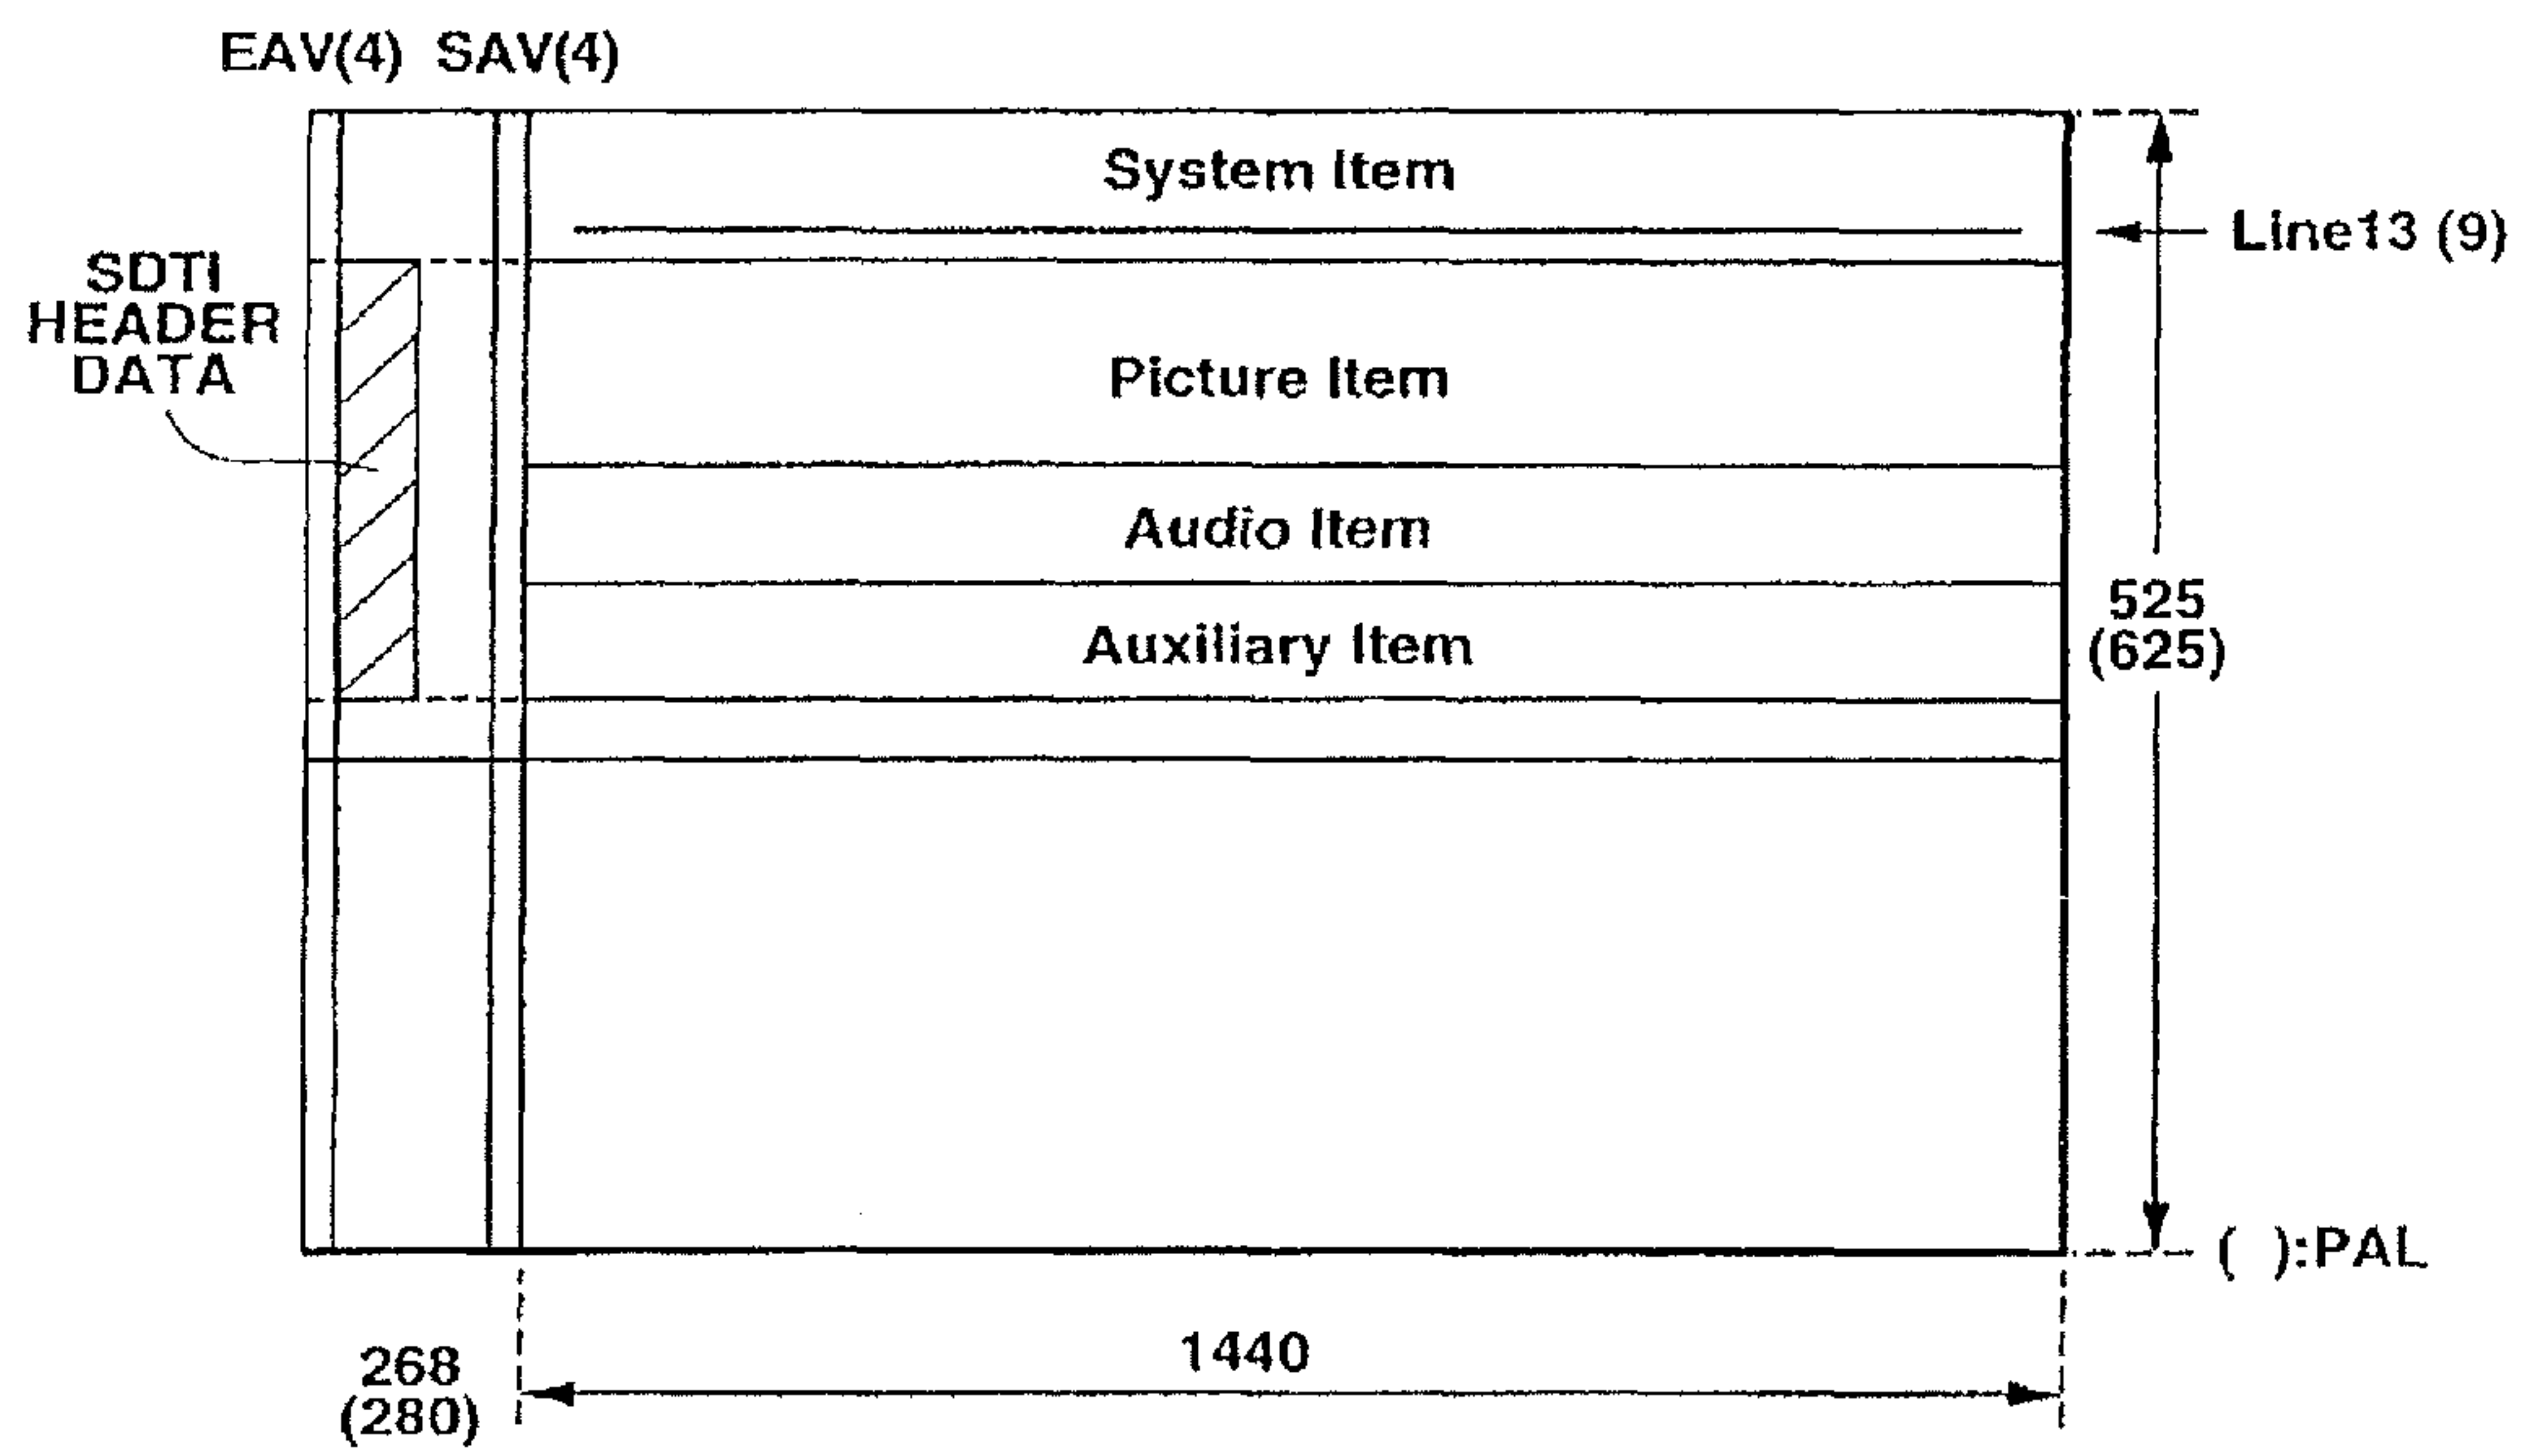 EAV(4) SAV(4)
System Item
Line13 (9)
SDTI
HEADER
DATA
Picture Item
Audio Item
525
(625)
Auxiliary Item
( ):PAL
1440
268
(280)